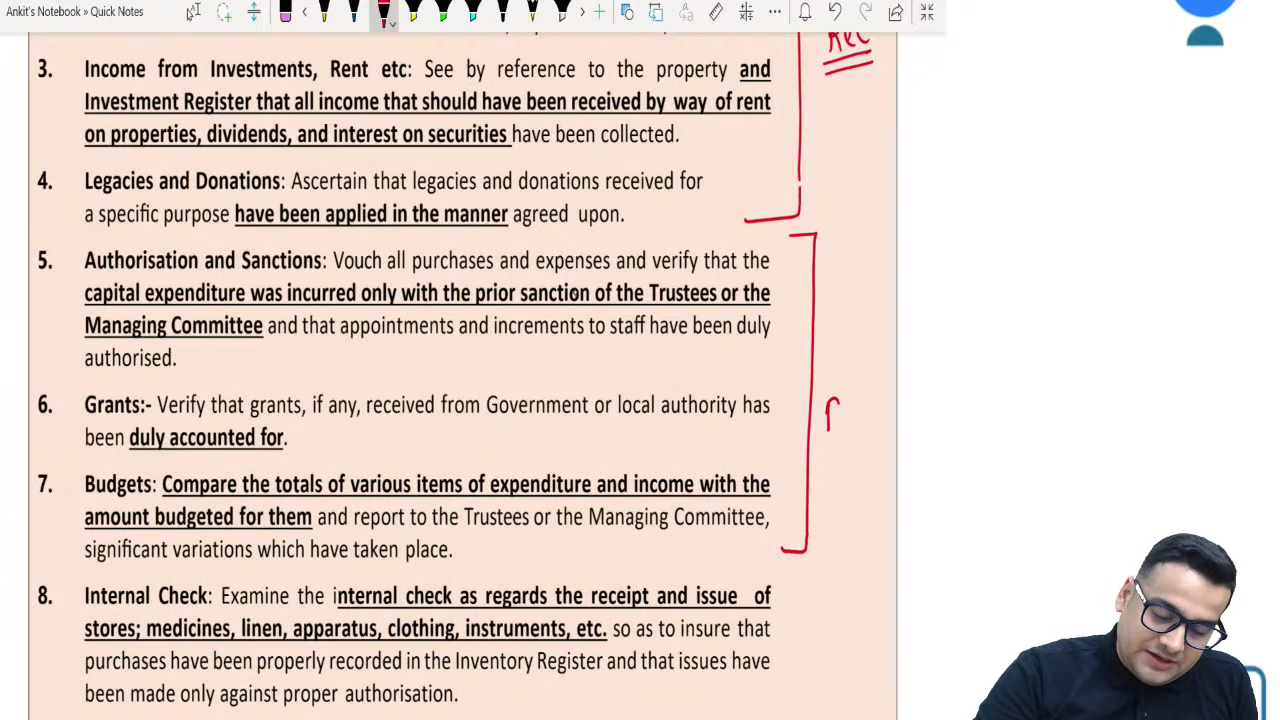 Ankit's Notebook » Quick Notes
Rec
3. Income from Investments, Rent etc: See by reference to the property and
Investment Register that all income that should have been received by way of rent
on properties, dividends, and interest on securities have been collected.
4. Legacies and Donations: Ascertain that legacies and donations received for
a specific purpose have been applied in the manner agreed upon.
5. Authorisation and Sanctions: Vouch all purchases and expenses and verify that the
capital expenditure was incurred only with the prior sanction of the Trustees or the
Managing Committee and that appointments and increments to staff have been duly
authorised.
6. Grants:- Verify that grants, if any, received from Government or local authority has
been duly accounted for.
7. Budgets: Compare the totals of various items of expenditure and income with the
amount budgeted for them and report to the Trustees or the Managing Committee,
significant variations which have taken place.
8. Internal Check: Examine the internal check as regards the receipt and issue of
stores; medicines, linen, apparatus, clothing, instruments, etc. so as to insure that
purchases have been properly recorded in the Inventory Register and that issues have
been made only against proper authorisation.